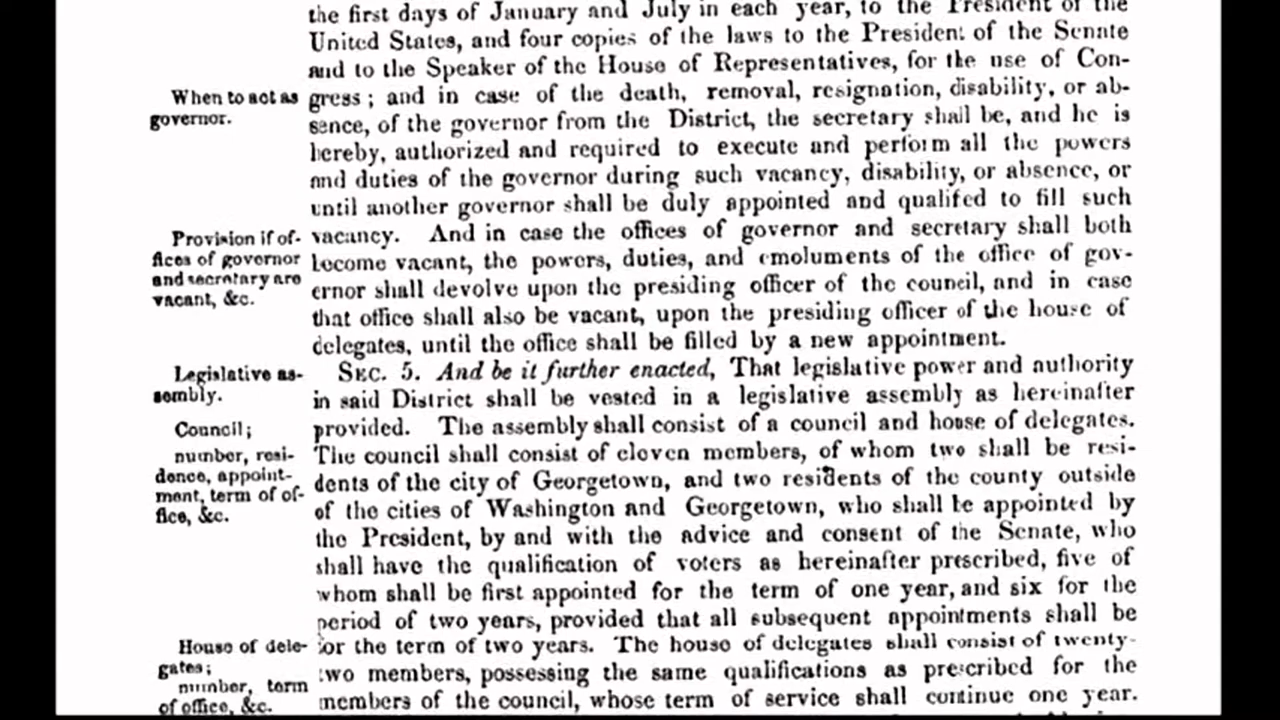 the first days of January and July in each year, to the President of the
United States, and four copies of the laws to the President of the Senate
and to the Speaker of the House of Representatives, for the use of Con-
When to act as
governor.
gress; and in case of the death, removal, resignation, disability, or ab-
sence, of the governor from the District, the secretary shall be, and he is
hereby, authorized and required to execute and perform all the powers
and duties of the governor during such vacancy, disability, or absence, or
until another governor shall be duly appointed and qualifed to fill such
Provision if of-
fices of governor
and secretary are
vacant, &c.
vacancy. And in case the offices of governor and secretary shall both
become vacant, the powers, duties, and emoluments of the office of gov-
ernor shall devolve upon the presiding officer of the council, and in case
that office shall also be vacant, upon the presiding officer of the house of
delegates, until the office shall be filled by a new appointment.
Legislative as-
sembly.
SEC. 5. And be it further enacted, That legislative power and authority
in said District shall be vested in a legislative assembly as hereinafter
Council;
number, resi-
dence, appoint-
ment, term of of-
fice, &c.
provided. The assembly shall consist of a council and house of delegates.
The council shall consist of eleven members, of whom two shall be resi-
dents of the city of Georgetown, and two residents of the county outside
of the cities of Washington and Georgetown, who shall be appointed by
the President, by and with the advice and consent of the Senate, who
shall have the qualification of voters as hereinafter prescribed, five of
whom shall be first appointed for the term of one year, and six for the
period of two years, provided that all subsequent appointments shall be
House of dele-
gates;
number, term
of office, &c.
for the term of two years. The house of delegates shall consist of twenty-
two members, possessing the same qualifications as prescribed for the
members of the council, whose term of service shall continue one year.